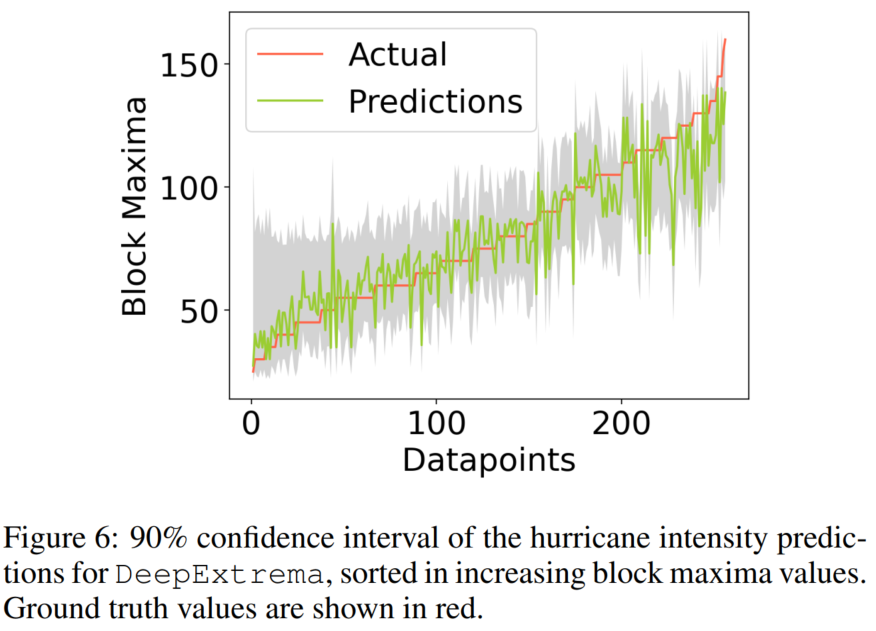 Actual
Predictions
150
100
50
Block Maxima
0
100
200
Datapoints
Figure 6: 90% confidence interval of the hurricane intensity predic-
tions for DeepExtrema, sorted in increasing block maxima values.
Ground truth values are shown in red.